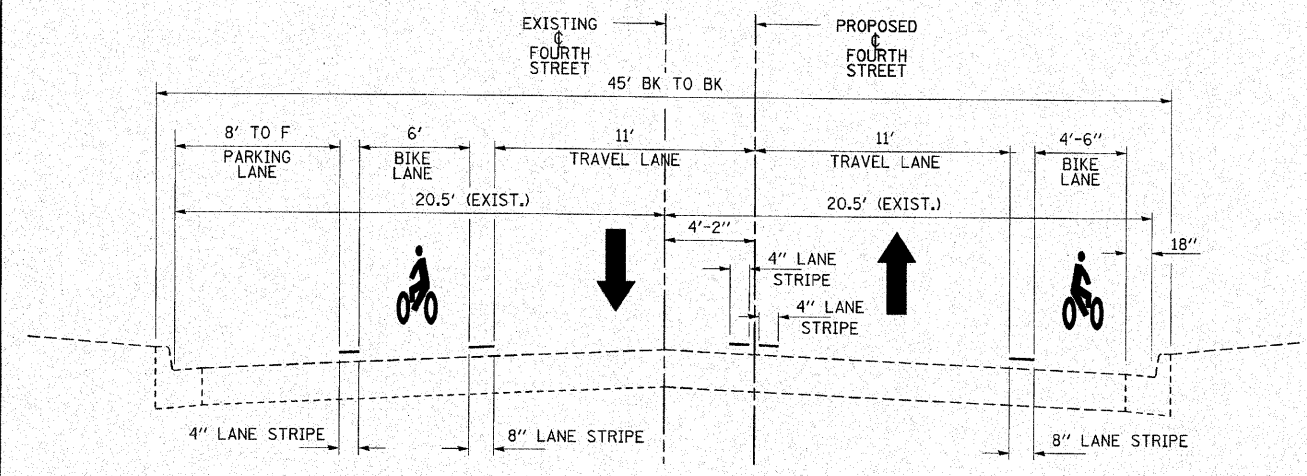 EXISTING
℄
FOURTH
STREET
PROPOSED
℄
FOURTH
STREET
45' BK TO BK
8' TO F
PARKING
LANE
6'
BIKE
LANE
11'
TRAVEL LANE
11'
TRAVEL LANE
4'-6"
BIKE
LANE
20.5' (EXIST.)
20.5' (EXIST.)
4'-2"
18"
4" LANE
STRIPE
4" LANE
STRIPE
4" LANE STRIPE
8" LANE STRIPE
8" LANE STRIPE